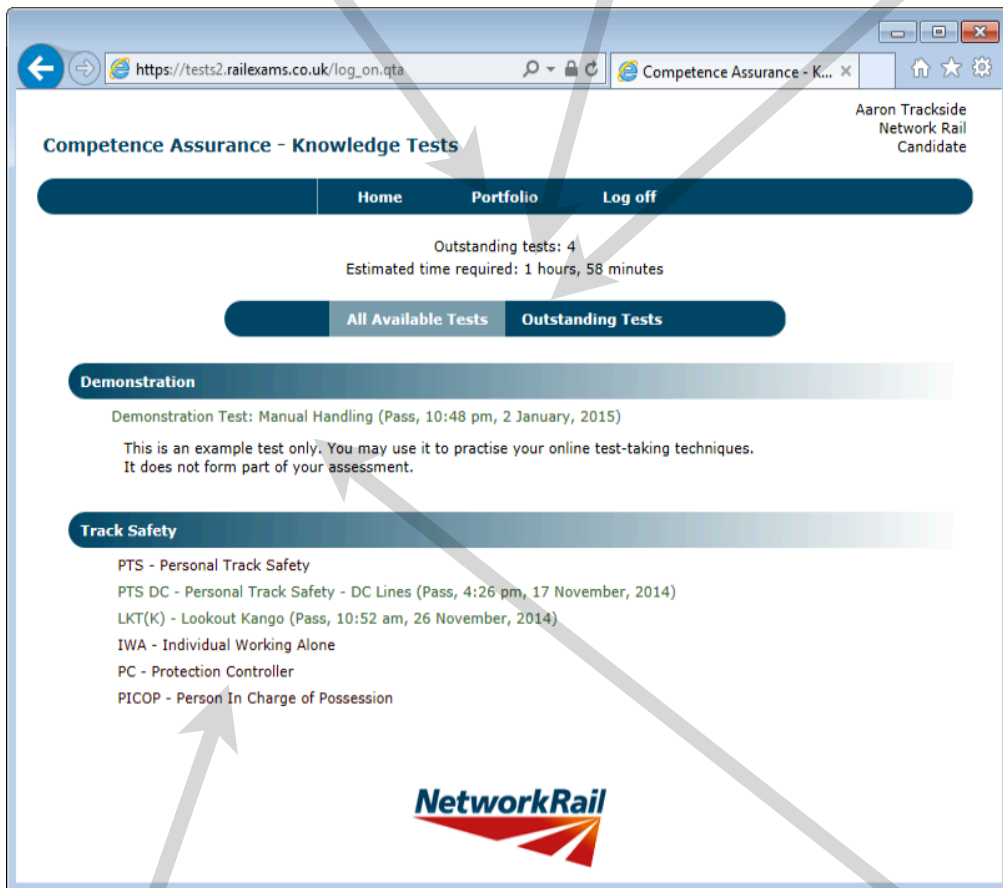 https://tests2.railexams.co.uk/log_on.qta
Competence Assurance - K...
Aaron Trackside
Network Rail
Candidate
Competence Assurance - Knowledge Tests
Home Portfolio Log off
Outstanding tests: 4
Estimated time required: 1 hours, 58 minutes
All Available Tests Outstanding Tests
Demonstration
Demonstration Test: Manual Handling (Pass, 10:48 pm, 2 January, 2015)
This is an example test only. You may use it to practise your online test-taking techniques.
It does not form part of your assessment.
Track Safety
PTS - Personal Track Safety
PTS DC - Personal Track Safety - DC Lines (Pass, 4:26 pm, 17 November, 2014)
LKT(K) - Lookout Kango (Pass, 10:52 am, 26 November, 2014)
IWA - Individual Working Alone
PC - Protection Controller
PICOP - Person In Charge of Possession
NetworkRail